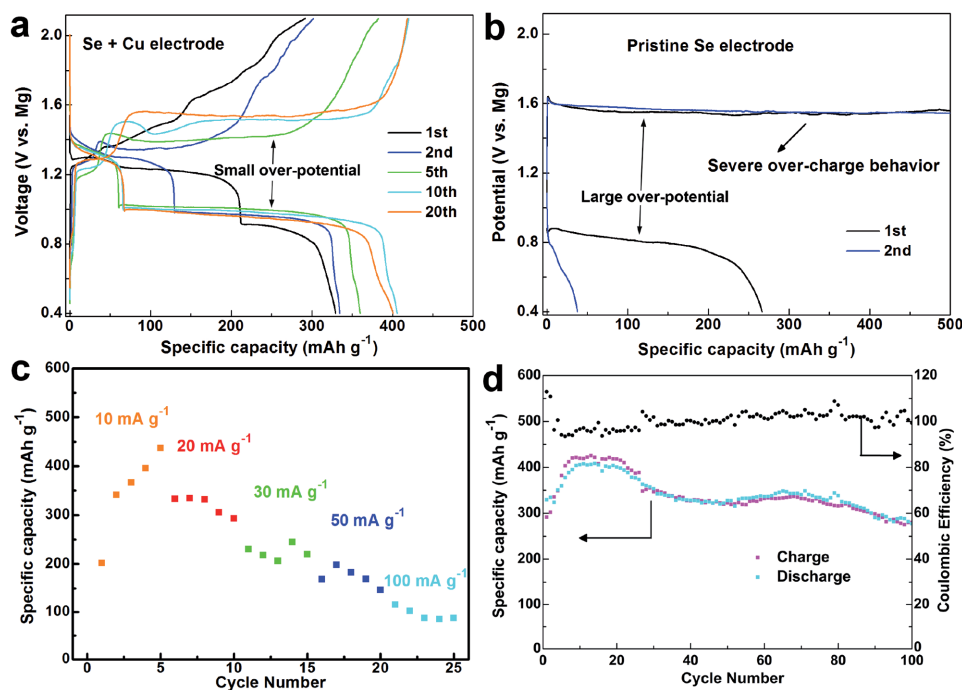 a
Se + Cu electrode
Voltage (V vs. Mg)
2.0
1.6
1.2
0.8
0.4
Small over-potential
1st
2nd
5th
10th
20th
0 100 200 300 400 500
Specific capacity (mAh g⁻¹)
b
Pristine Se electrode
Potential (V vs. Mg)
2.0
1.6
1.2
0.8
0.4
Severe over-charge behavior
Large over-potential
1st
2nd
0 100 200 300 400 500
Specific capacity (mAh g⁻¹)
c
Specific capacity (mAh g⁻¹)
600
500
400
300
200
100
0
10 mA g⁻¹
20 mA g⁻¹
30 mA g⁻¹
50 mA g⁻¹
100 mA g⁻¹
0 5 10 15 20 25
Cycle Number
d
Specific capacity (mAh g⁻¹)
600
500
400
300
200
100
0
Charge
Discharge
120
100
80
60
40
20
0
Coulombic Efficiency (%)
0 20 40 60 80 100
Cycle Number